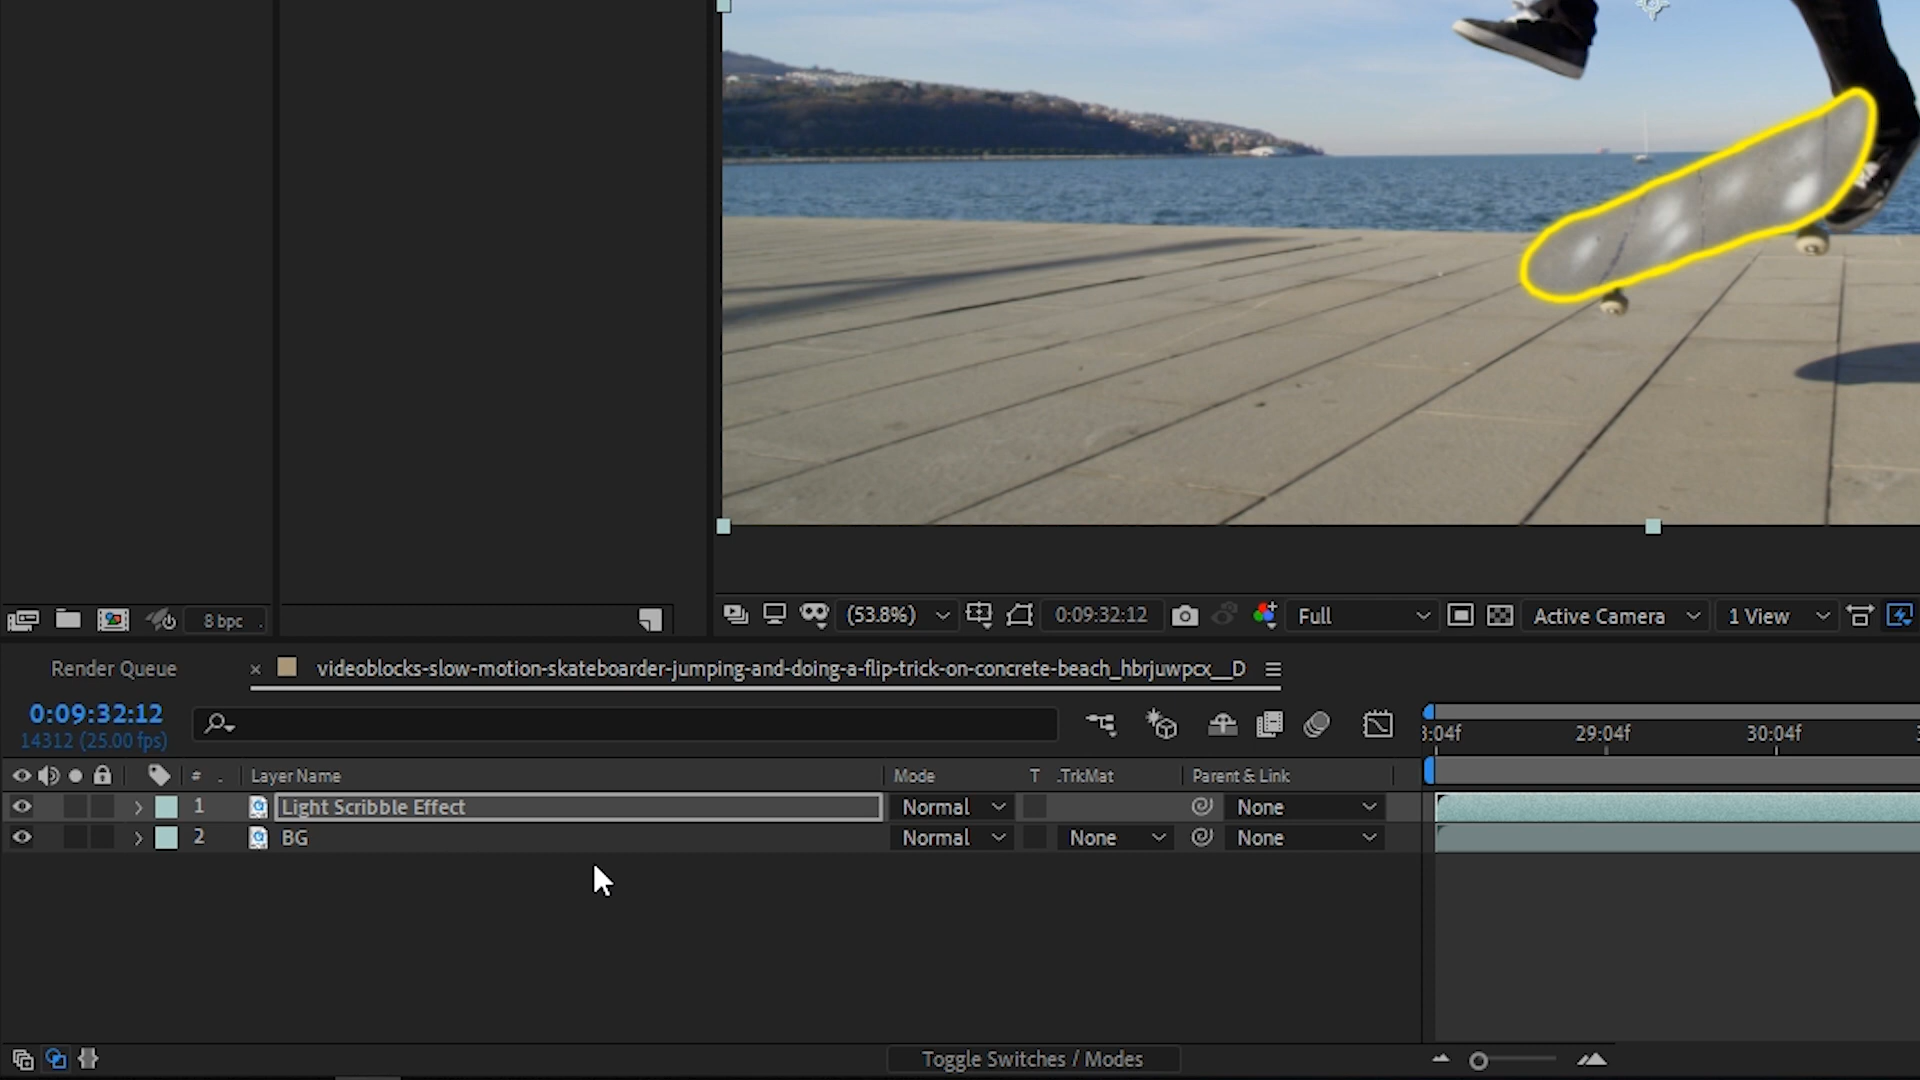 8 bpc
(53.8%)
0:09:32:12
Full
Active Camera
1 View
Render Queue
videoblocks-slow-motion-skateboarder-jumping-and-doing-a-flip-trick-on-concrete-beach_hbrjuwpcx__D
0:09:32:12
14312 (25.00 fps)
:04f 29:04f 30:04f
# . Layer Name Mode T .TrkMat Parent & Link
1 Light Scribble Effect Normal None
2 BG Normal None None
Toggle Switches / Modes